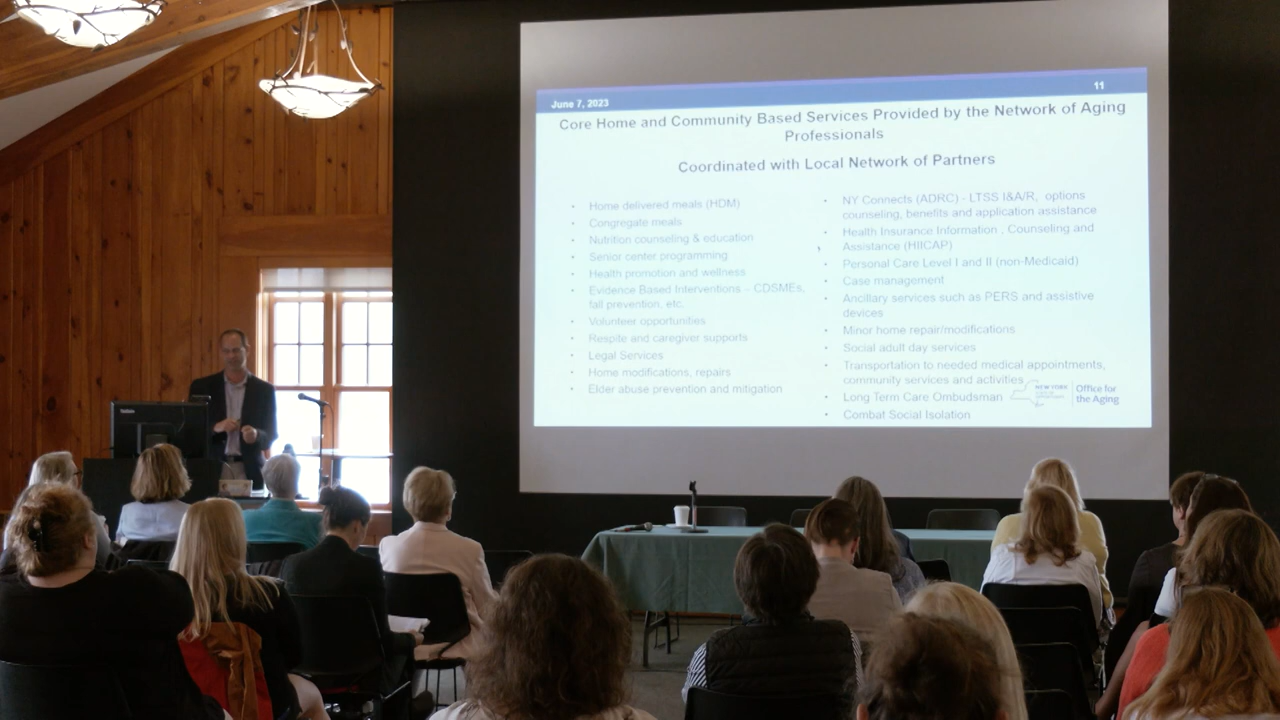 June 7, 2023
11
Core Home and Community Based Services Provided by the Network of Aging
Professionals
Coordinated with Local Network of Partners
• Home delivered meals (HDM)
• Congregate meals
• Nutrition counseling & education
• Senior center programming
• Health promotion and wellness
• Evidence Based Interventions – CDSMEs,
fall prevention, etc.
• Volunteer opportunities
• Respite and caregiver supports
• Legal Services
• Home modifications, repairs
• Elder abuse prevention and mitigation
• NY Connects (ADRC) - LTSS I&A/R, options
counseling, benefits and application assistance
• Health Insurance Information , Counseling and
Assistance (HIICAP)
• Personal Care Level I and II (non-Medicaid)
• Case management
• Ancillary services such as PERS and assistive
devices
• Minor home repair/modifications
• Social adult day services
• Transportation to needed medical appointments,
community services and activities
• Long Term Care Ombudsman
• Combat Social Isolation
NEW YORK
Office for
the Aging